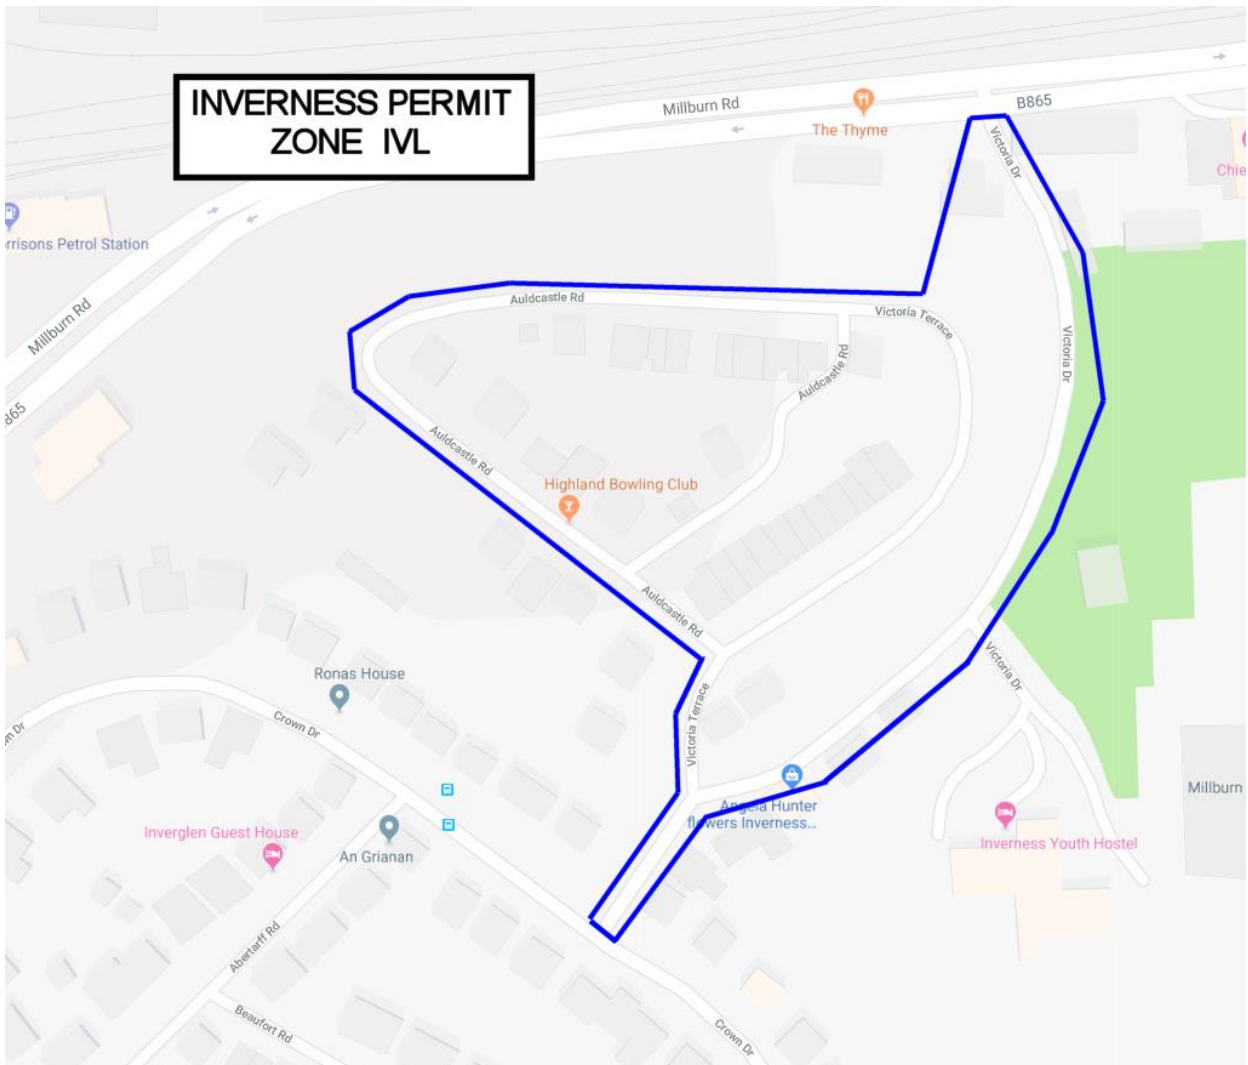 INVERNESS PERMIT
ZONE IVL
Millburn Rd
B865
The Thyme
Victoria Dr
Chie
rrisons Petrol Station
Millburn Rd
Auldcastle Rd
Victoria Terrace
Victoria Dr
Auldcastle Rd
865
Auldcastle Rd
Highland Bowling Club
Auldcastle Rd
Ronas House
Victoria Dr
Victoria Terrace
Crown Dr
n Dr
Millburn
Angela Hunter
flowers Inverness...
Inverglen Guest House
An Grianan
Inverness Youth Hostel
Abertarff Rd
Beaufort Rd
Crown Dr